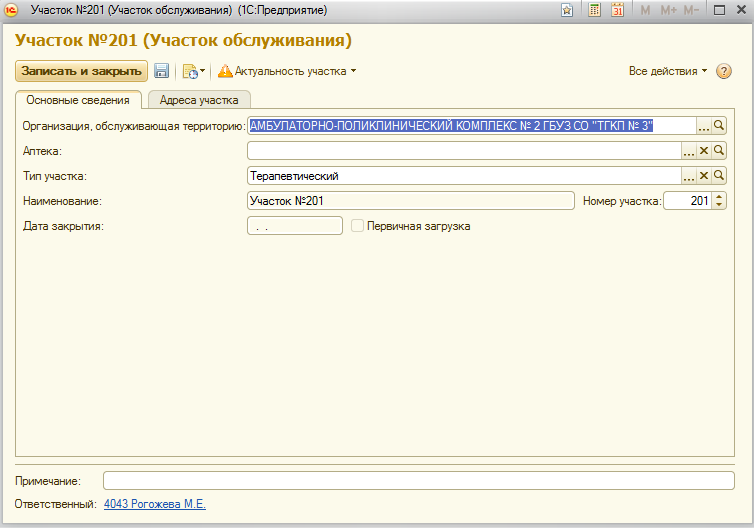 Участок №201 (Участок обслуживания) (1С:Предприятие)
M M+ M−
31
Участок №201 (Участок обслуживания)
Записать и закрыть Актуальность участка Все действия ?
Основные сведения Адреса участка
Организация, обслуживающая территорию: АМБУЛАТОРНО-ПОЛИКЛИНИЧЕСКИЙ КОМПЛЕКС № 2 ГБУЗ СО "ТГКП № 3" ...
Аптека: ...
Тип участка: Терапевтический ...
Наименование: Участок №201 Номер участка: 201
Дата закрытия: . . Первичная загрузка
Примечание:
Ответственный: 4043 Рогожева М.Е.